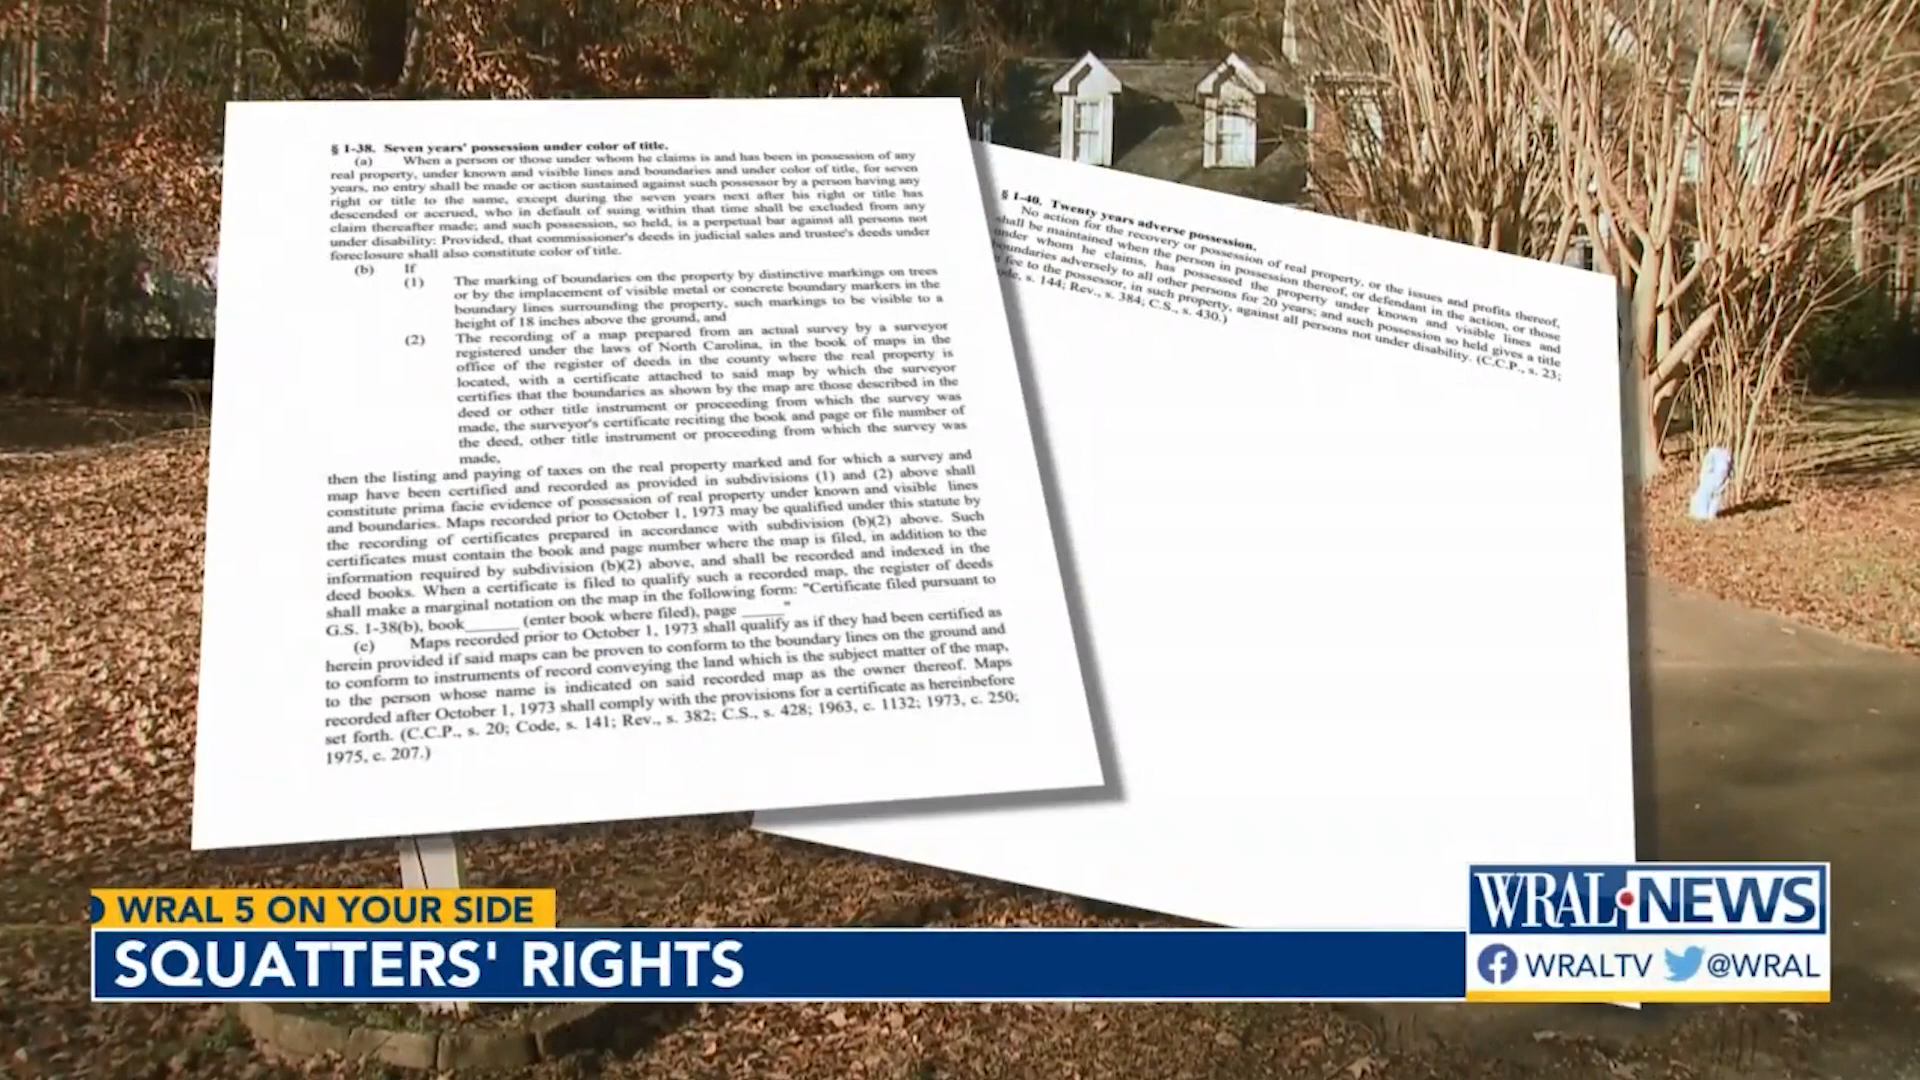 § 1-38. Seven years' possession under color of title.
(a) When a person or those under whom he claims is and has been in possession of any
real property, under known and visible lines and boundaries and under color of title, for seven
years, no entry shall be made or action sustained against such possessor by a person having any
right or title to the same, except during the seven years next after his right or title has
descended or accrued, who in default of suing within that time shall be excluded from any
claim thereafter made; and such possession, so held, is a perpetual bar against all persons not
under disability: Provided, that commissioner's deeds in judicial sales and trustee's deeds under
foreclosure shall also constitute color of title.
(b) If
(1) The marking of boundaries on the property by distinctive markings on trees
or by the implacement of visible metal or concrete boundary markers in the
boundary lines surrounding the property, such markings to be visible to a
height of 18 inches above the ground, and
(2) The recording of a map prepared from an actual survey by a surveyor
registered under the laws of North Carolina, in the book of maps in the
office of the register of deeds in the county where the real property is
located, with a certificate attached to said map by which the surveyor
certifies that the boundaries as shown by the map are those described in the
deed or other title instrument or proceeding from which the survey was
made, the surveyor's certificate reciting the book and page or file number of
the deed, other title instrument or proceeding from which the survey was
made,
then the listing and paying of taxes on the real property marked and for which a survey and
map have been certified and recorded as provided in subdivisions (1) and (2) above shall
constitute prima facie evidence of possession of real property under known and visible lines
and boundaries. Maps recorded prior to October 1, 1973 may be qualified under this statute by
the recording of certificates prepared in accordance with subdivision (b)(2) above. Such
certificates must contain the book and page number where the map is filed, in addition to the
information required by subdivision (b)(2) above, and shall be recorded and indexed in the
deed books. When a certificate is filed to qualify such a recorded map, the register of deeds
shall make a marginal notation on the map in the following form: "Certificate filed pursuant to
G.S. 1-38(b), book______ (enter book where filed), page _____"
(c) Maps recorded prior to October 1, 1973 shall qualify as if they had been certified as
herein provided if said maps can be proven to conform to the boundary lines on the ground and
to conform to instruments of record conveying the land which is the subject matter of the map,
to the person whose name is indicated on said recorded map as the owner thereof. Maps
recorded after October 1, 1973 shall comply with the provisions for a certificate as hereinbefore
set forth. (C.C.P., s. 20; Code, s. 141; Rev., s. 382; C.S., s. 428; 1963, c. 1132; 1973, c. 250;
1975, c. 207.)
§ 1-40. Twenty years adverse possession.
No action for the recovery or possession of real property, or the issues and profits thereof,
shall be maintained when the person in possession thereof, or defendant in the action, or those
under whom he claims, has possessed the property under known and visible lines and
boundaries adversely to all other persons for 20 years; and such possession so held gives a title
fee to the possessor, in such property, against all persons not under disability. (C.C.P., s. 23;
s. 144; Rev., s. 384; C.S., s. 430.)
WRAL 5 ON YOUR SIDE
SQUATTERS' RIGHTS
WRAL NEWS
WRALTV @WRAL